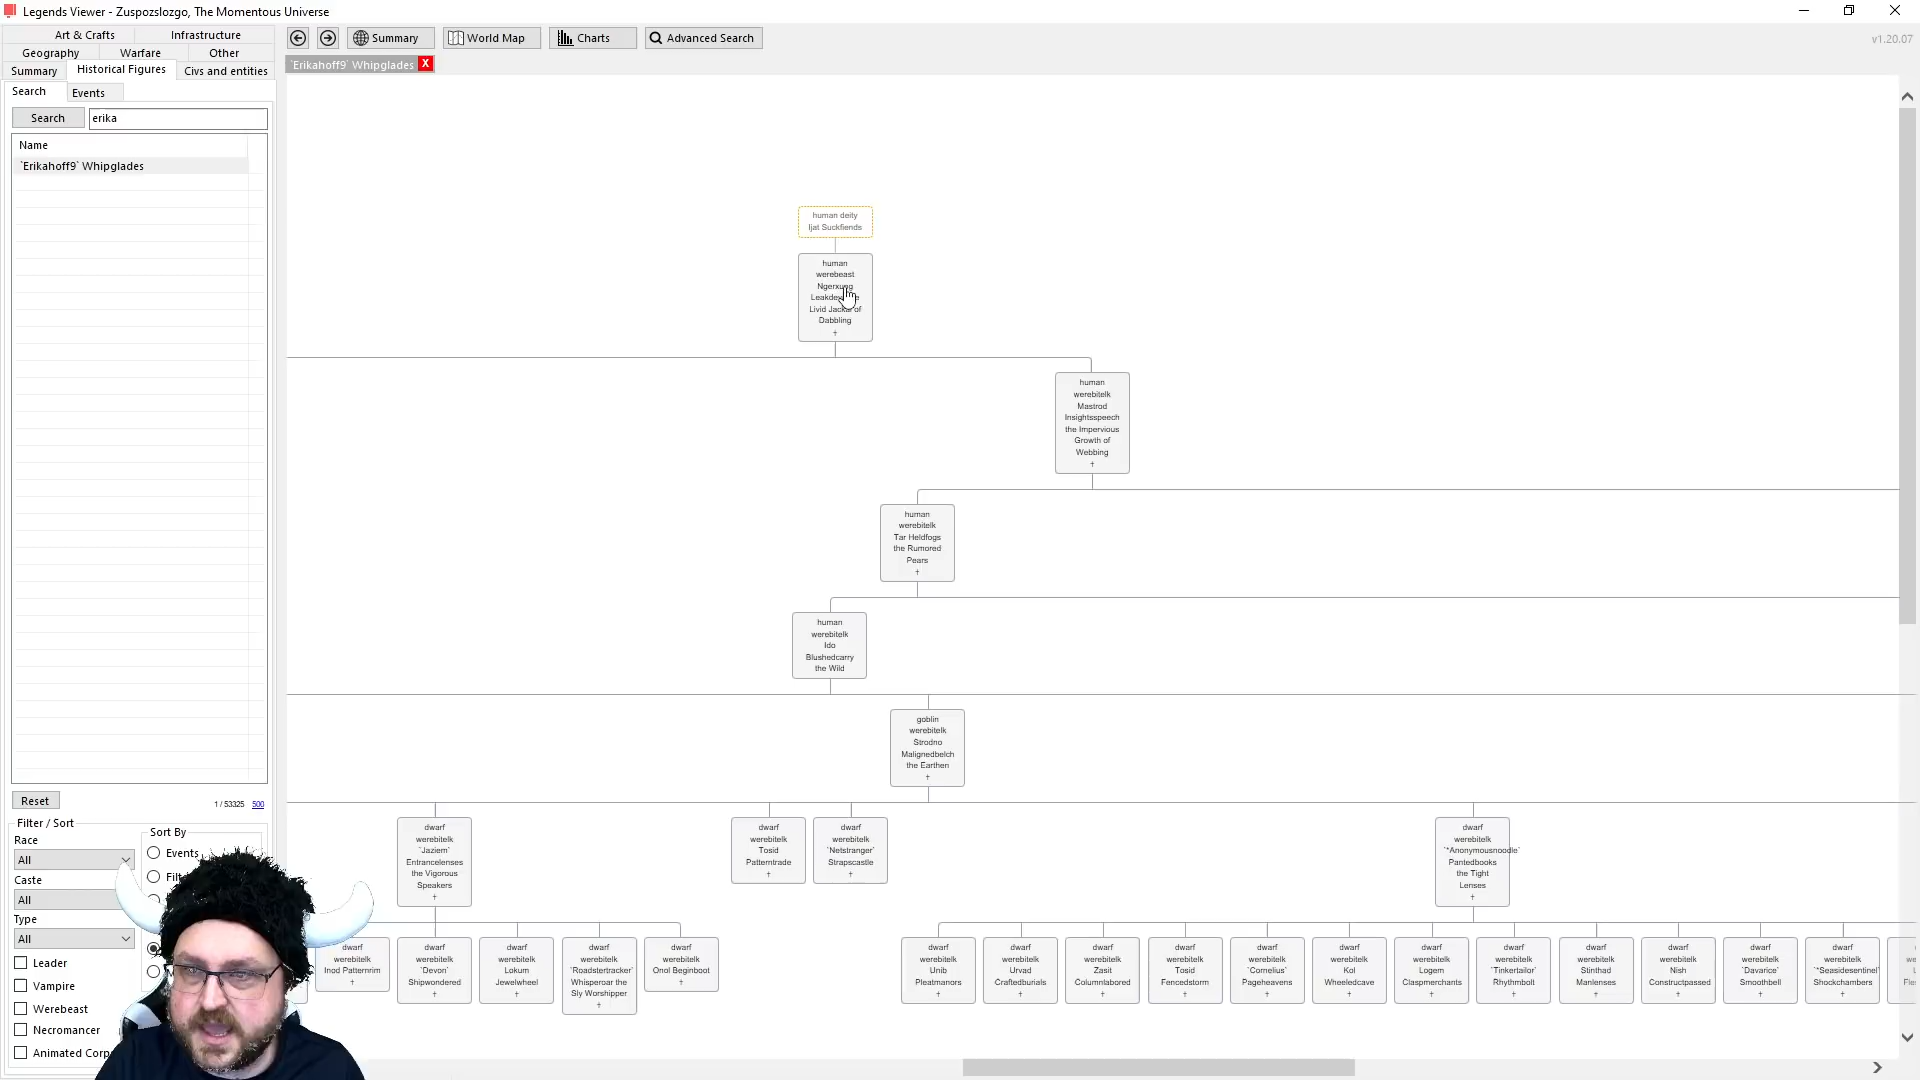 Legends Viewer - Zuspozslozgo, The Momentous Universe
Art & Crafts
Infrastructure
Geography
Warfare
Other
Summary
Historical Figures
Civs and entities
Search
Events
Search
erika
Name
`Erikahoff9` Whipglades
Reset
1 / 53325
500
Filter / Sort
Race
All
Caste
All
Type
All
Leader
Vampire
Werebeast
Necromancer
Animated Corp
Sort By
Events
Summary
World Map
Charts
Advanced Search
v1.20.07
`Erikahoff9` Whipglades
X
human deity
Ijat Suckfiends
human
werebeast
Ngerxung
Livid Jackal of
Dabbling
†
human
werebitelk
Mastrod
Insightsspeech
the Impervious
Growth of
Webbing
†
human
werebitelk
Tar Heldfogs
the Rumored
Pears
†
human
werebitelk
Ido
Blushedcarry
the Wild
goblin
werebitelk
Strodno
Malignedbelch
the Earthen
†
dwarf
werebitelk
`Jaziem`
Entrancelenses
the Vigorous
Speakers
†
dwarf
werebitelk
Tosid
Patterntrade
†
dwarf
werebitelk
`Netstranger`
Strapscastle
†
dwarf
werebitelk
`*Anonymousnoodle`
Pantedbooks
the Tight
Lenses
†
dwarf
werebitelk
Inod Patternrim
†
dwarf
werebitelk
`Devon`
Shipwondered
†
dwarf
werebitelk
Lokum
Jewelwheel
†
dwarf
werebitelk
`Roadstertracker`
Whisperoar the
Sly Worshipper
†
dwarf
werebitelk
Onol Beginboot
†
dwarf
werebitelk
Unib
Pleatmanors
†
dwarf
werebitelk
Urvad
Craftedburials
†
dwarf
werebitelk
Zasit
Columnlabored
†
dwarf
werebitelk
Tosid
Fencedstorm
†
dwarf
werebitelk
`Cornelius`
Pageheavens
†
dwarf
werebitelk
Kol
Wheeledcave
†
dwarf
werebitelk
Logem
Claspmerchants
†
dwarf
werebitelk
`Tinkertailor`
Rhythmbolt
†
dwarf
werebitelk
Stinthad
Manlenses
†
dwarf
werebitelk
Nish
Constructpassed
†
dwarf
werebitelk
`Davarice`
Smoothbell
†
dwarf
werebitelk
`*Seasidesentinel`
Shockchambers
†